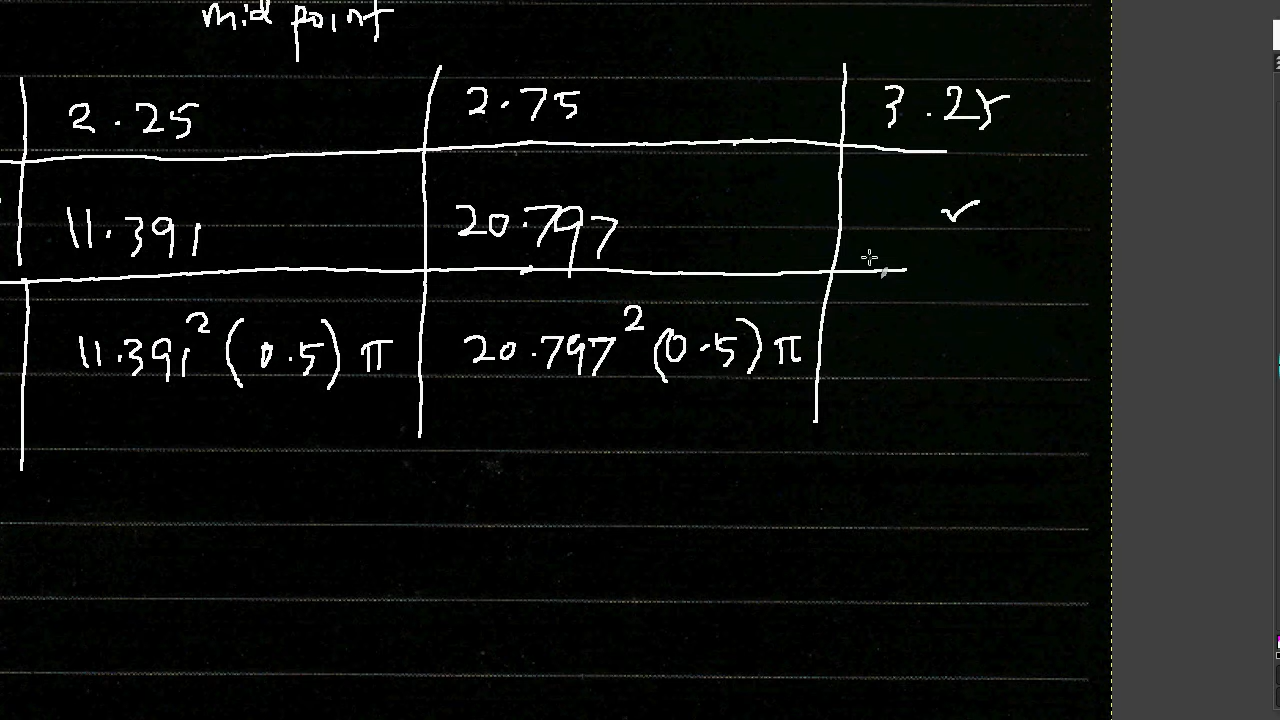 mid point
2.25 2.75 3.25
11.391 20.797 ✓
11.391² (0.5) π 20.797² (0.5) π